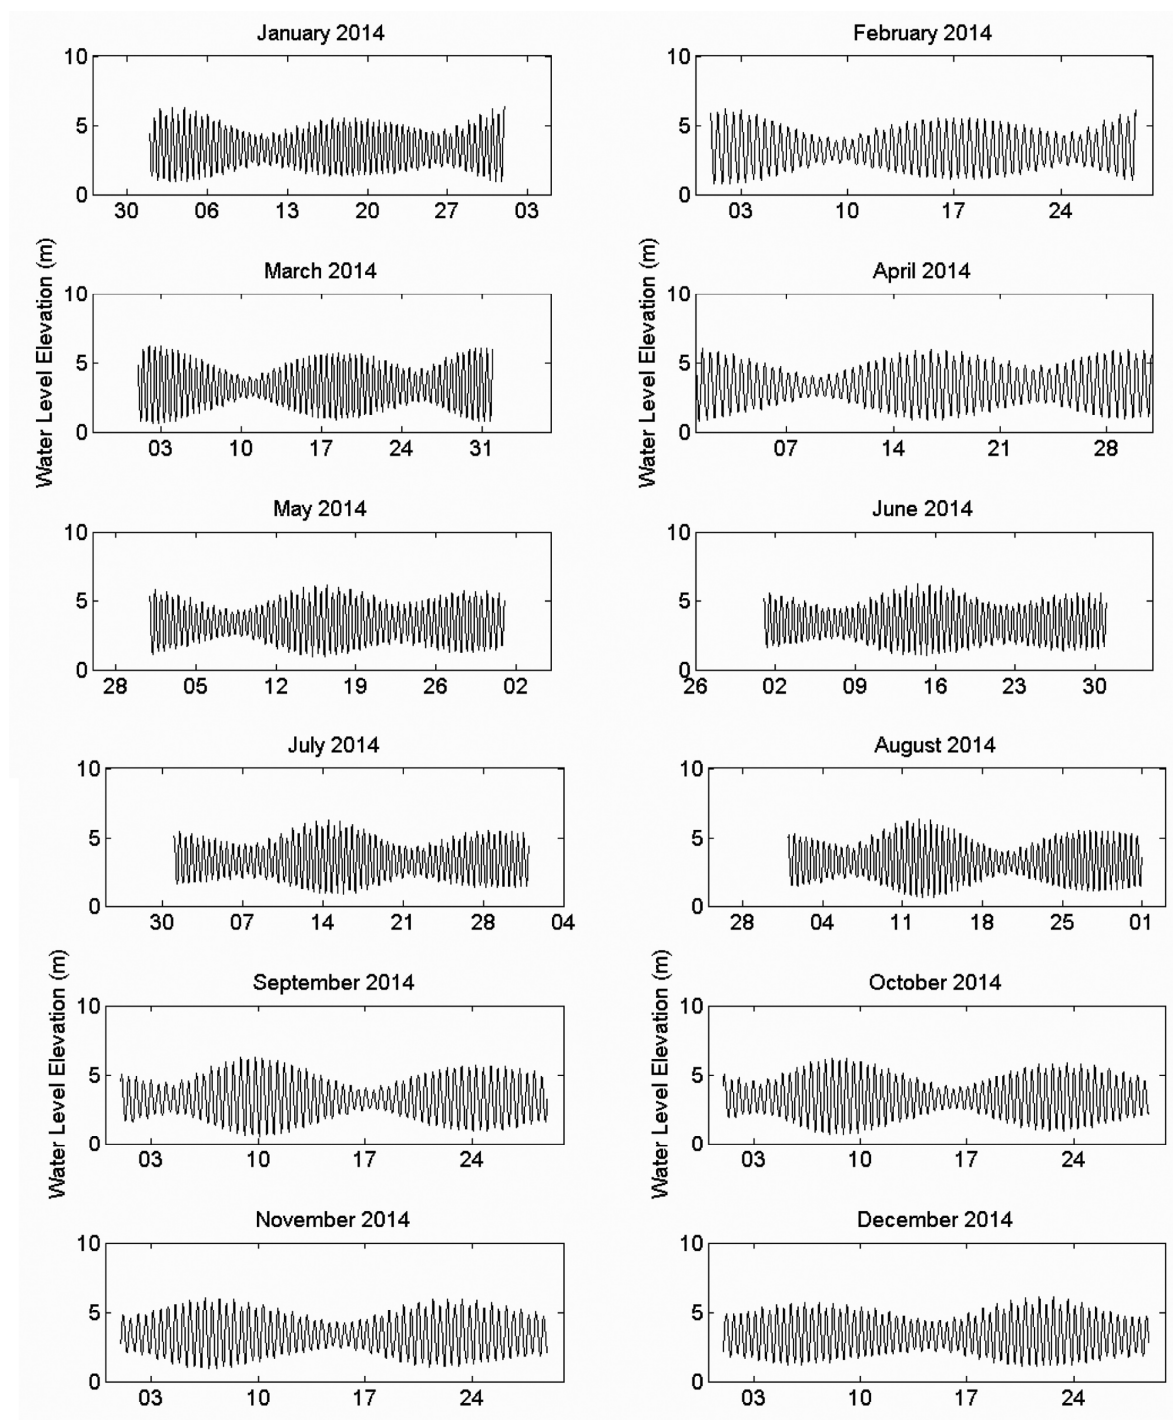 January 2014
10
5
0
30 06 13 20 27 03
February 2014
10
5
0
03 10 17 24
Water Level Elevation (m)
March 2014
10
5
0
03 10 17 24 31
Water Level Elevation (m)
April 2014
10
5
0
07 14 21 28
May 2014
10
5
0
28 05 12 19 26 02
June 2014
10
5
0
26 02 09 16 23 30
July 2014
10
5
0
30 07 14 21 28 04
August 2014
10
5
0
28 04 11 18 25 01
Water Level Elevation (m)
September 2014
10
5
0
03 10 17 24
Water Level Elevation (m)
October 2014
10
5
0
03 10 17 24
November 2014
10
5
0
03 10 17 24
December 2014
10
5
0
03 10 17 24